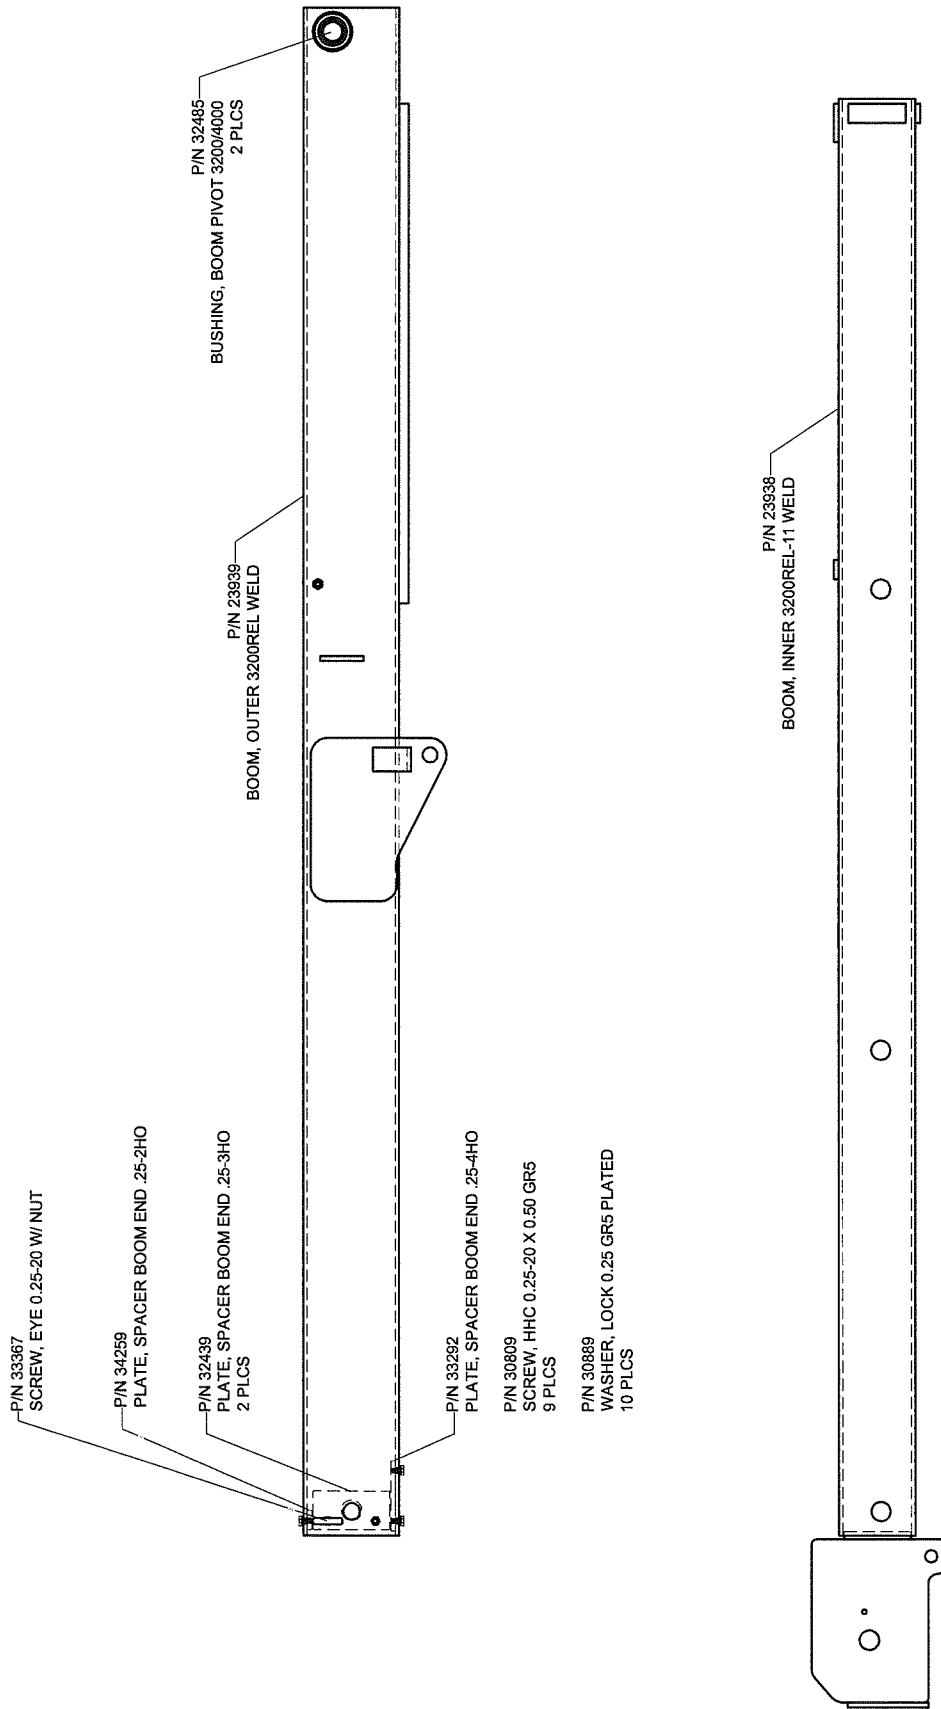 P/N 33367
SCREW, EYE 0.25-20 W/ NUT
P/N 34259
PLATE, SPACER BOOM END .25-2HO
P/N 32439
PLATE, SPACER BOOM END .25-3HO
2 PLCS
P/N 23939
BOOM, OUTER 3200REL WELD
P/N 32485
BUSHING, BOOM PIVOT 3200/4000
2 PLCS
P/N 33292
PLATE, SPACER BOOM END .25-4HO
P/N 30809
SCREW, HHC 0.25-20 X 0.50 GR5
9 PLCS
P/N 30889
WASHER, LOCK 0.25 GR5 PLATED
10 PLCS
P/N 23938
BOOM, INNER 3200REL-11 WELD